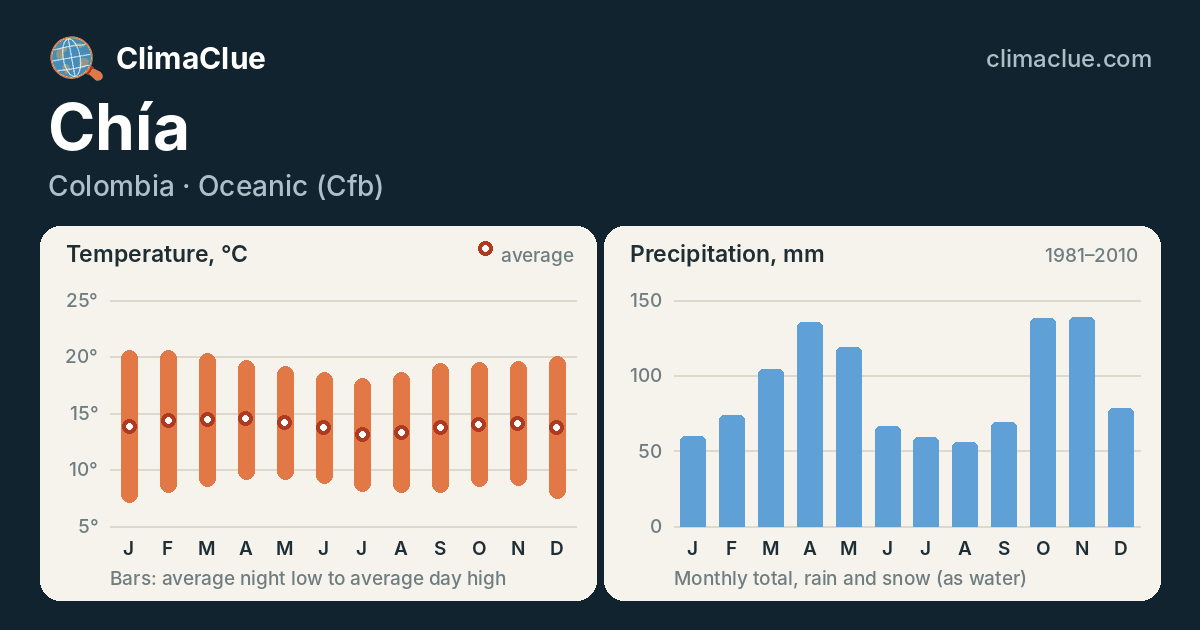 ClimaClue
climaclue.com
Chía
Colombia · Oceanic (Cfb)
Temperature, °C
average
25°
20°
15°
10°
5°
J F M A M J J A S O N D
Bars: average night low to average day high
Precipitation, mm
1981–2010
150
100
50
0
J F M A M J J A S O N D
Monthly total, rain and snow (as water)